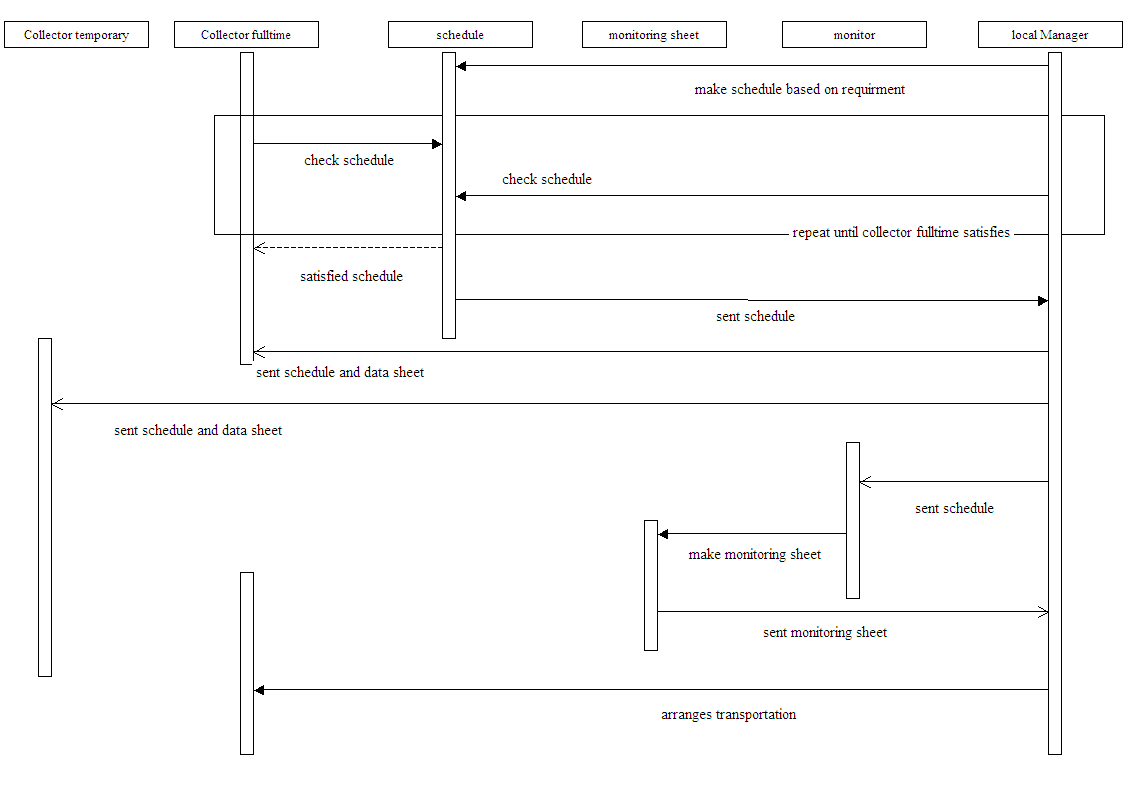 Collector temporary
Collector fulltime
schedule
monitoring sheet
monitor
local Manager
make schedule based on requirment
check schedule
check schedule
repeat until collector fulltime satisfies
satisfied schedule
sent schedule
sent schedule and data sheet
sent schedule and data sheet
sent schedule
make monitoring sheet
sent monitoring sheet
arranges transportation